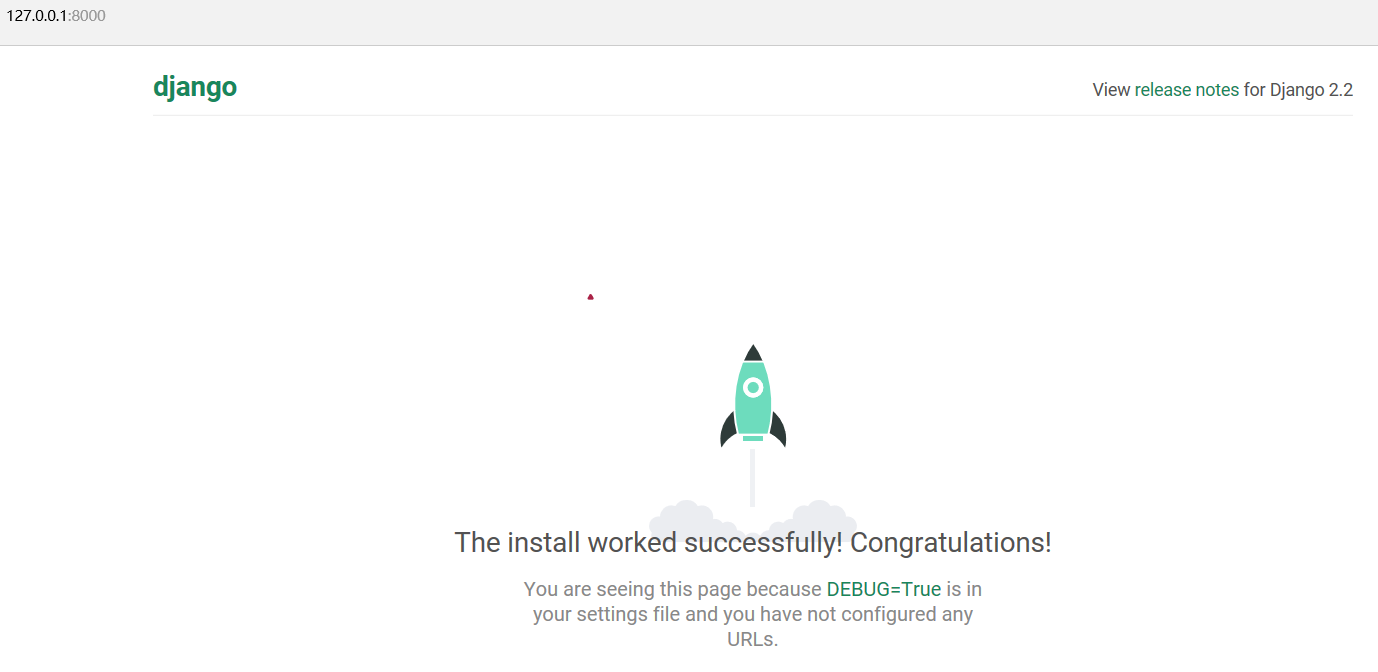 127.0.0.1:8000
django
View release notes for Django 2.2
The install worked successfully! Congratulations!
You are seeing this page because DEBUG=True is in
your settings file and you have not configured any
URLs.